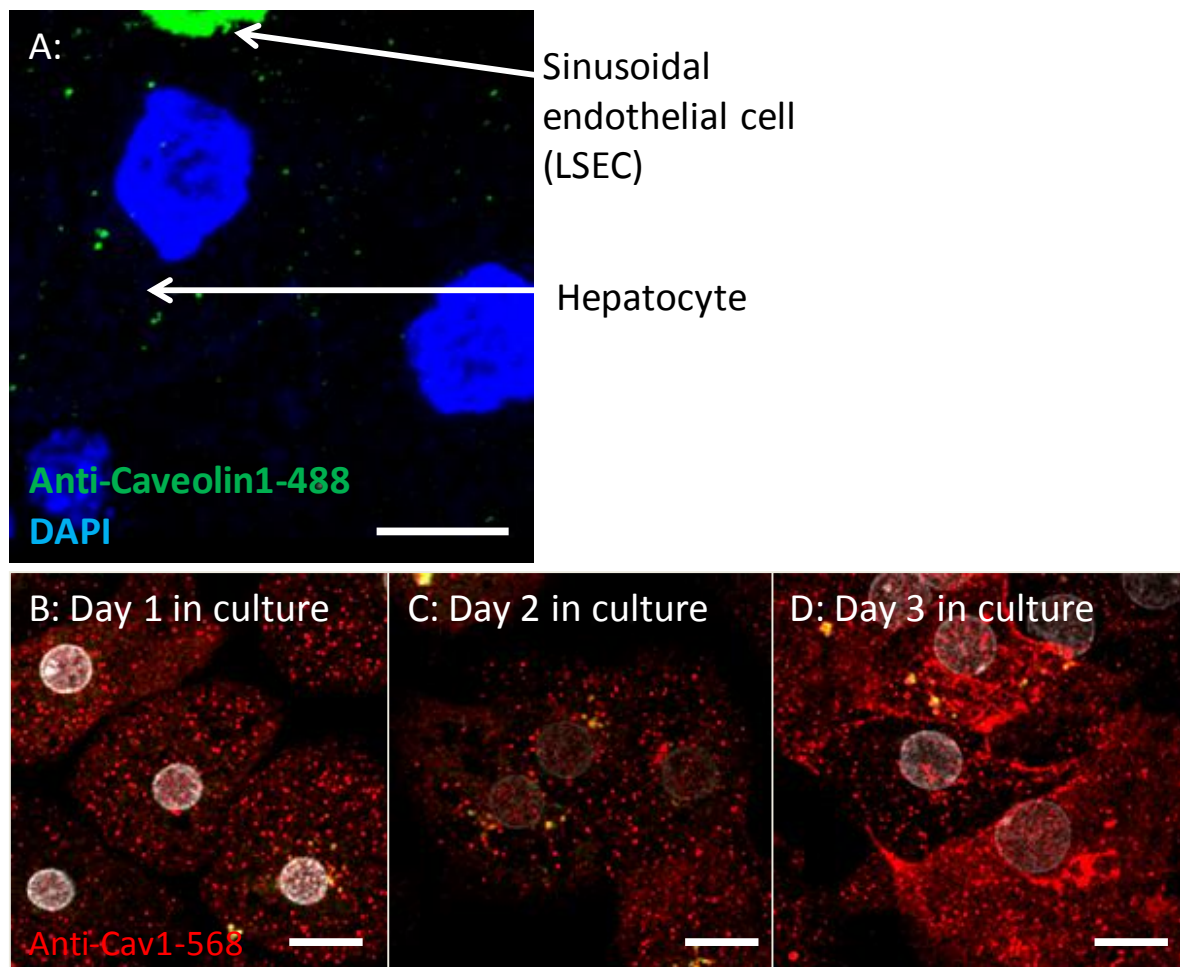 A:
Sinusoidal
endothelial cell
(LSEC)
Hepatocyte
Anti-Caveolin1-488
DAPI
B: Day 1 in culture
C: Day 2 in culture
D: Day 3 in culture
Anti-Cav1-568